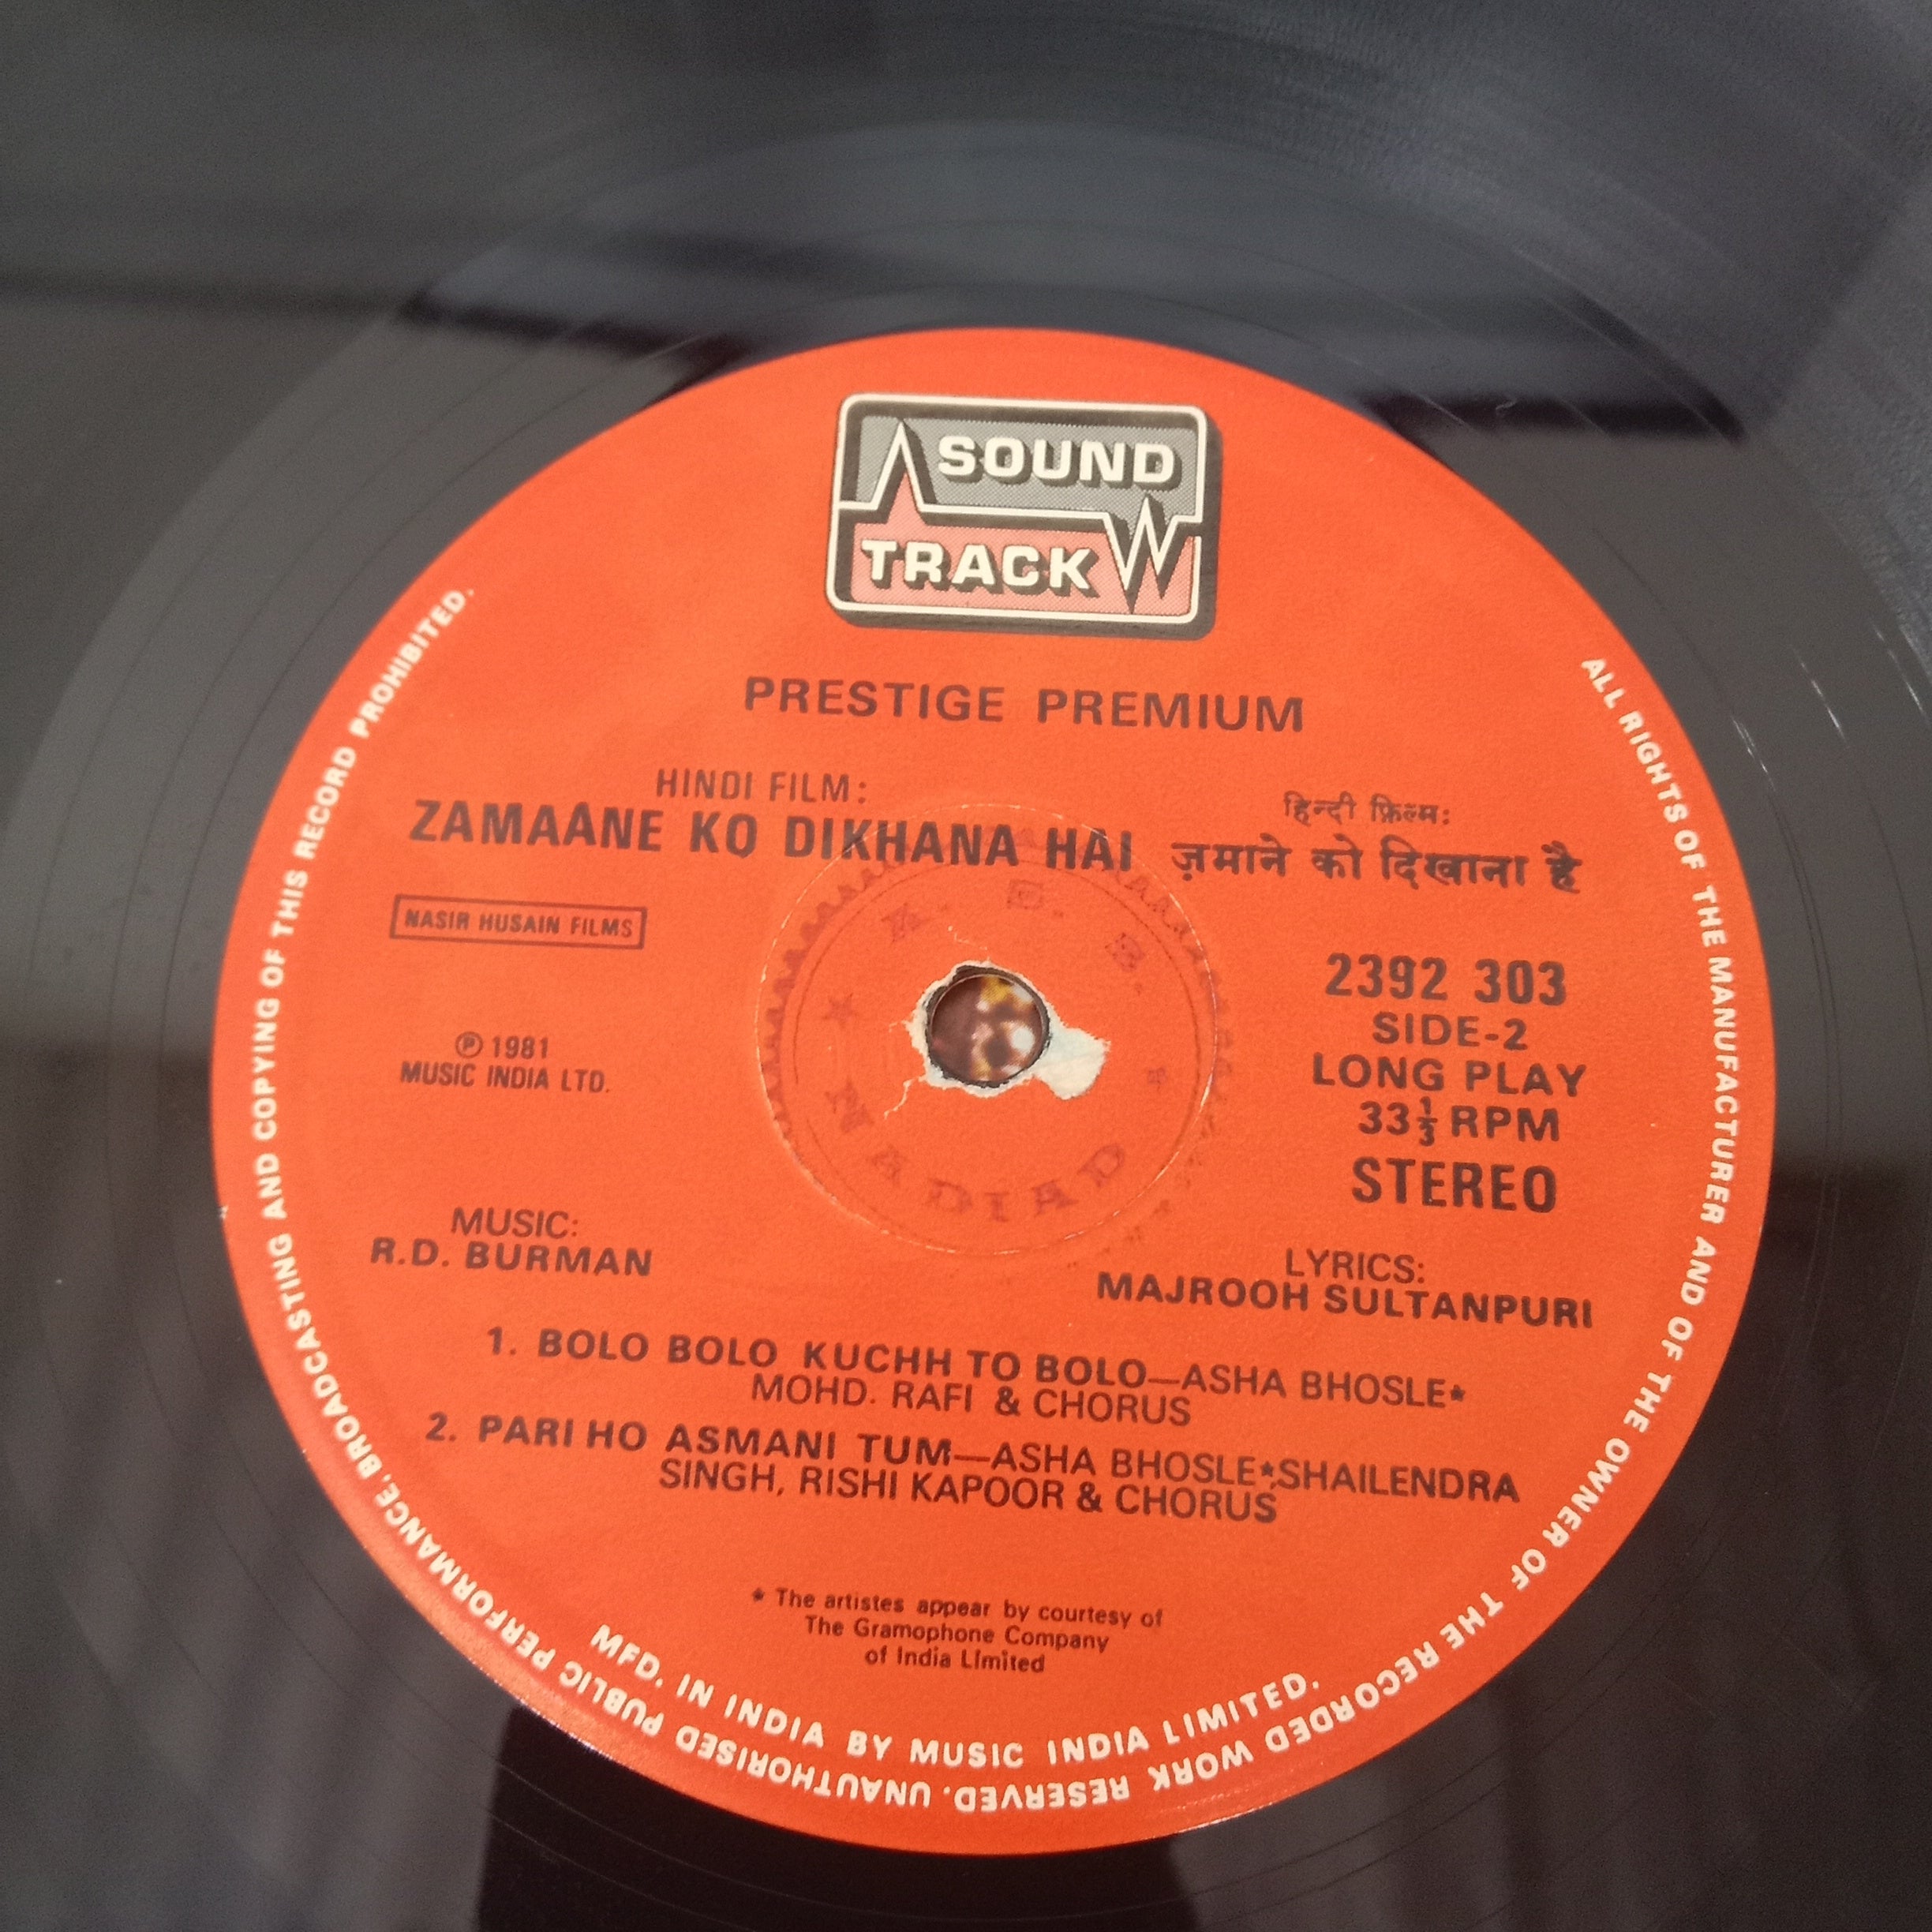 SOUND
TRACK
PRESTIGE PREMIUM
HINDI FILM:
ZAMAANE KO DIKHANA HAI
हिन्दी फ़िल्म:
ज़माने को दिखाना है
NASIR HUSAIN FILMS
Ⓟ 1981
MUSIC INDIA LTD.
2392 303
SIDE-2
LONG PLAY
33⅓ RPM
STEREO
NADIAD
MUSIC:
R.D. BURMAN
LYRICS:
MAJROOH SULTANPURI
1. BOLO BOLO KUCHH TO BOLO—ASHA BHOSLE*
MOHD. RAFI & CHORUS
2. PARI HO ASMANI TUM—ASHA BHOSLE*,SHAILENDRA
SINGH, RISHI KAPOOR & CHORUS
* The artistes appear by courtesy of
The Gramophone Company
of India Limited
MFD. IN INDIA BY MUSIC INDIA LIMITED.
ALL RIGHTS OF THE MANUFACTURER AND OF THE OWNER OF THE RECORDED WORK RESERVED. UNAUTHORISED PUBLIC PERFORMANCE, BROADCASTING AND COPYING OF THIS RECORD PROHIBITED.